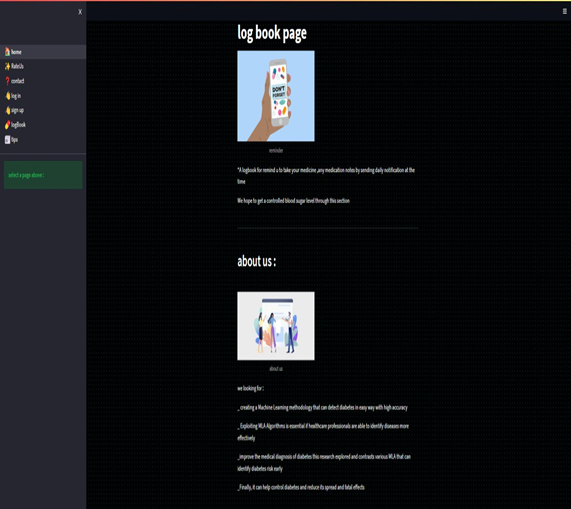 x
home
RateUs
contact
log in
sign up
logBook
tips
select a page above :
log book page
DON'T
FORGET
reminder
*A logbook for remind u to take your medicine ,any medication notes by sending daily notification at the
time
We hope to get a controlled blood sugar level through this section
about us :
about us
we looking for :
_ creating a Machine Learning methodology that can detect diabetes in easy way with high accuracy
_ Exploiting MLA Algorithms is essential if healthcare professionals are able to identify diseases more
effectively
_improve the medical diagnosis of diabetes this research explored and contrasts various MLA that can
identify diabetes risk early
_Finally, it can help control diabetes and reduce its spread and fatal effects